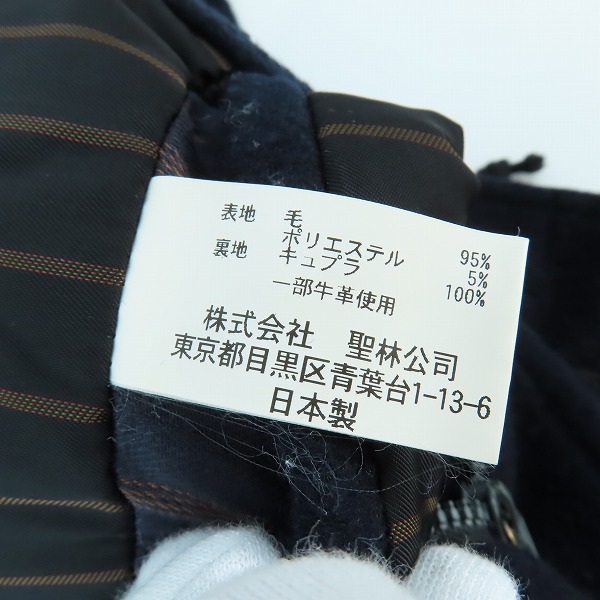 表地 毛 95%
ポリエステル 5%
裏地 キュプラ 100%
一部牛革使用
株式会社 聖林公司
東京都目黒区青葉台1-13-6
日本製